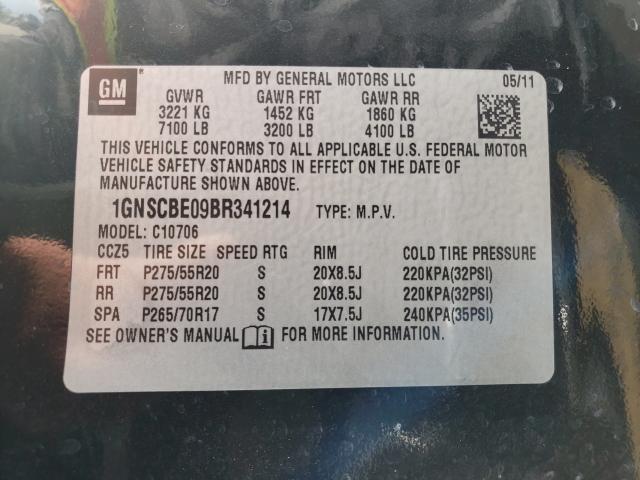 GM
®
MFD BY GENERAL MOTORS LLC 05/11
GVWR GAWR FRT GAWR RR
3221 KG 1452 KG 1860 KG
7100 LB 3200 LB 4100 LB
THIS VEHICLE CONFORMS TO ALL APPLICABLE U.S. FEDERAL MOTOR
VEHICLE SAFETY STANDARDS IN EFFECT ON THE DATE OF
MANUFACTURE SHOWN ABOVE.
1GNSCBE09BR341214 TYPE: M.P.V.
MODEL: C10706
CCZ5 TIRE SIZE SPEED RTG RIM COLD TIRE PRESSURE
FRT P275/55R20 S 20X8.5J 220KPA(32PSI)
RR P275/55R20 S 20X8.5J 220KPA(32PSI)
SPA P265/70R17 S 17X7.5J 240KPA(35PSI)
SEE OWNER'S MANUAL i FOR MORE INFORMATION.